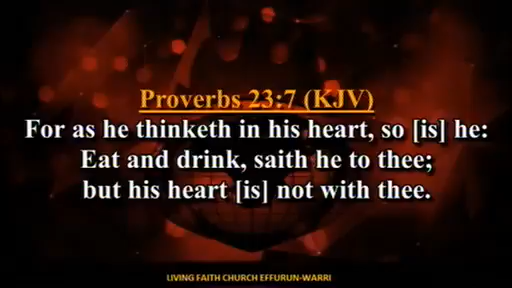 Proverbs 23:7 (KJV)
For as he thinketh in his heart, so [is] he:
Eat and drink, saith he to thee;
but his heart [is] not with thee.
LIVING FAITH CHURCH EFFURUN-WARRI